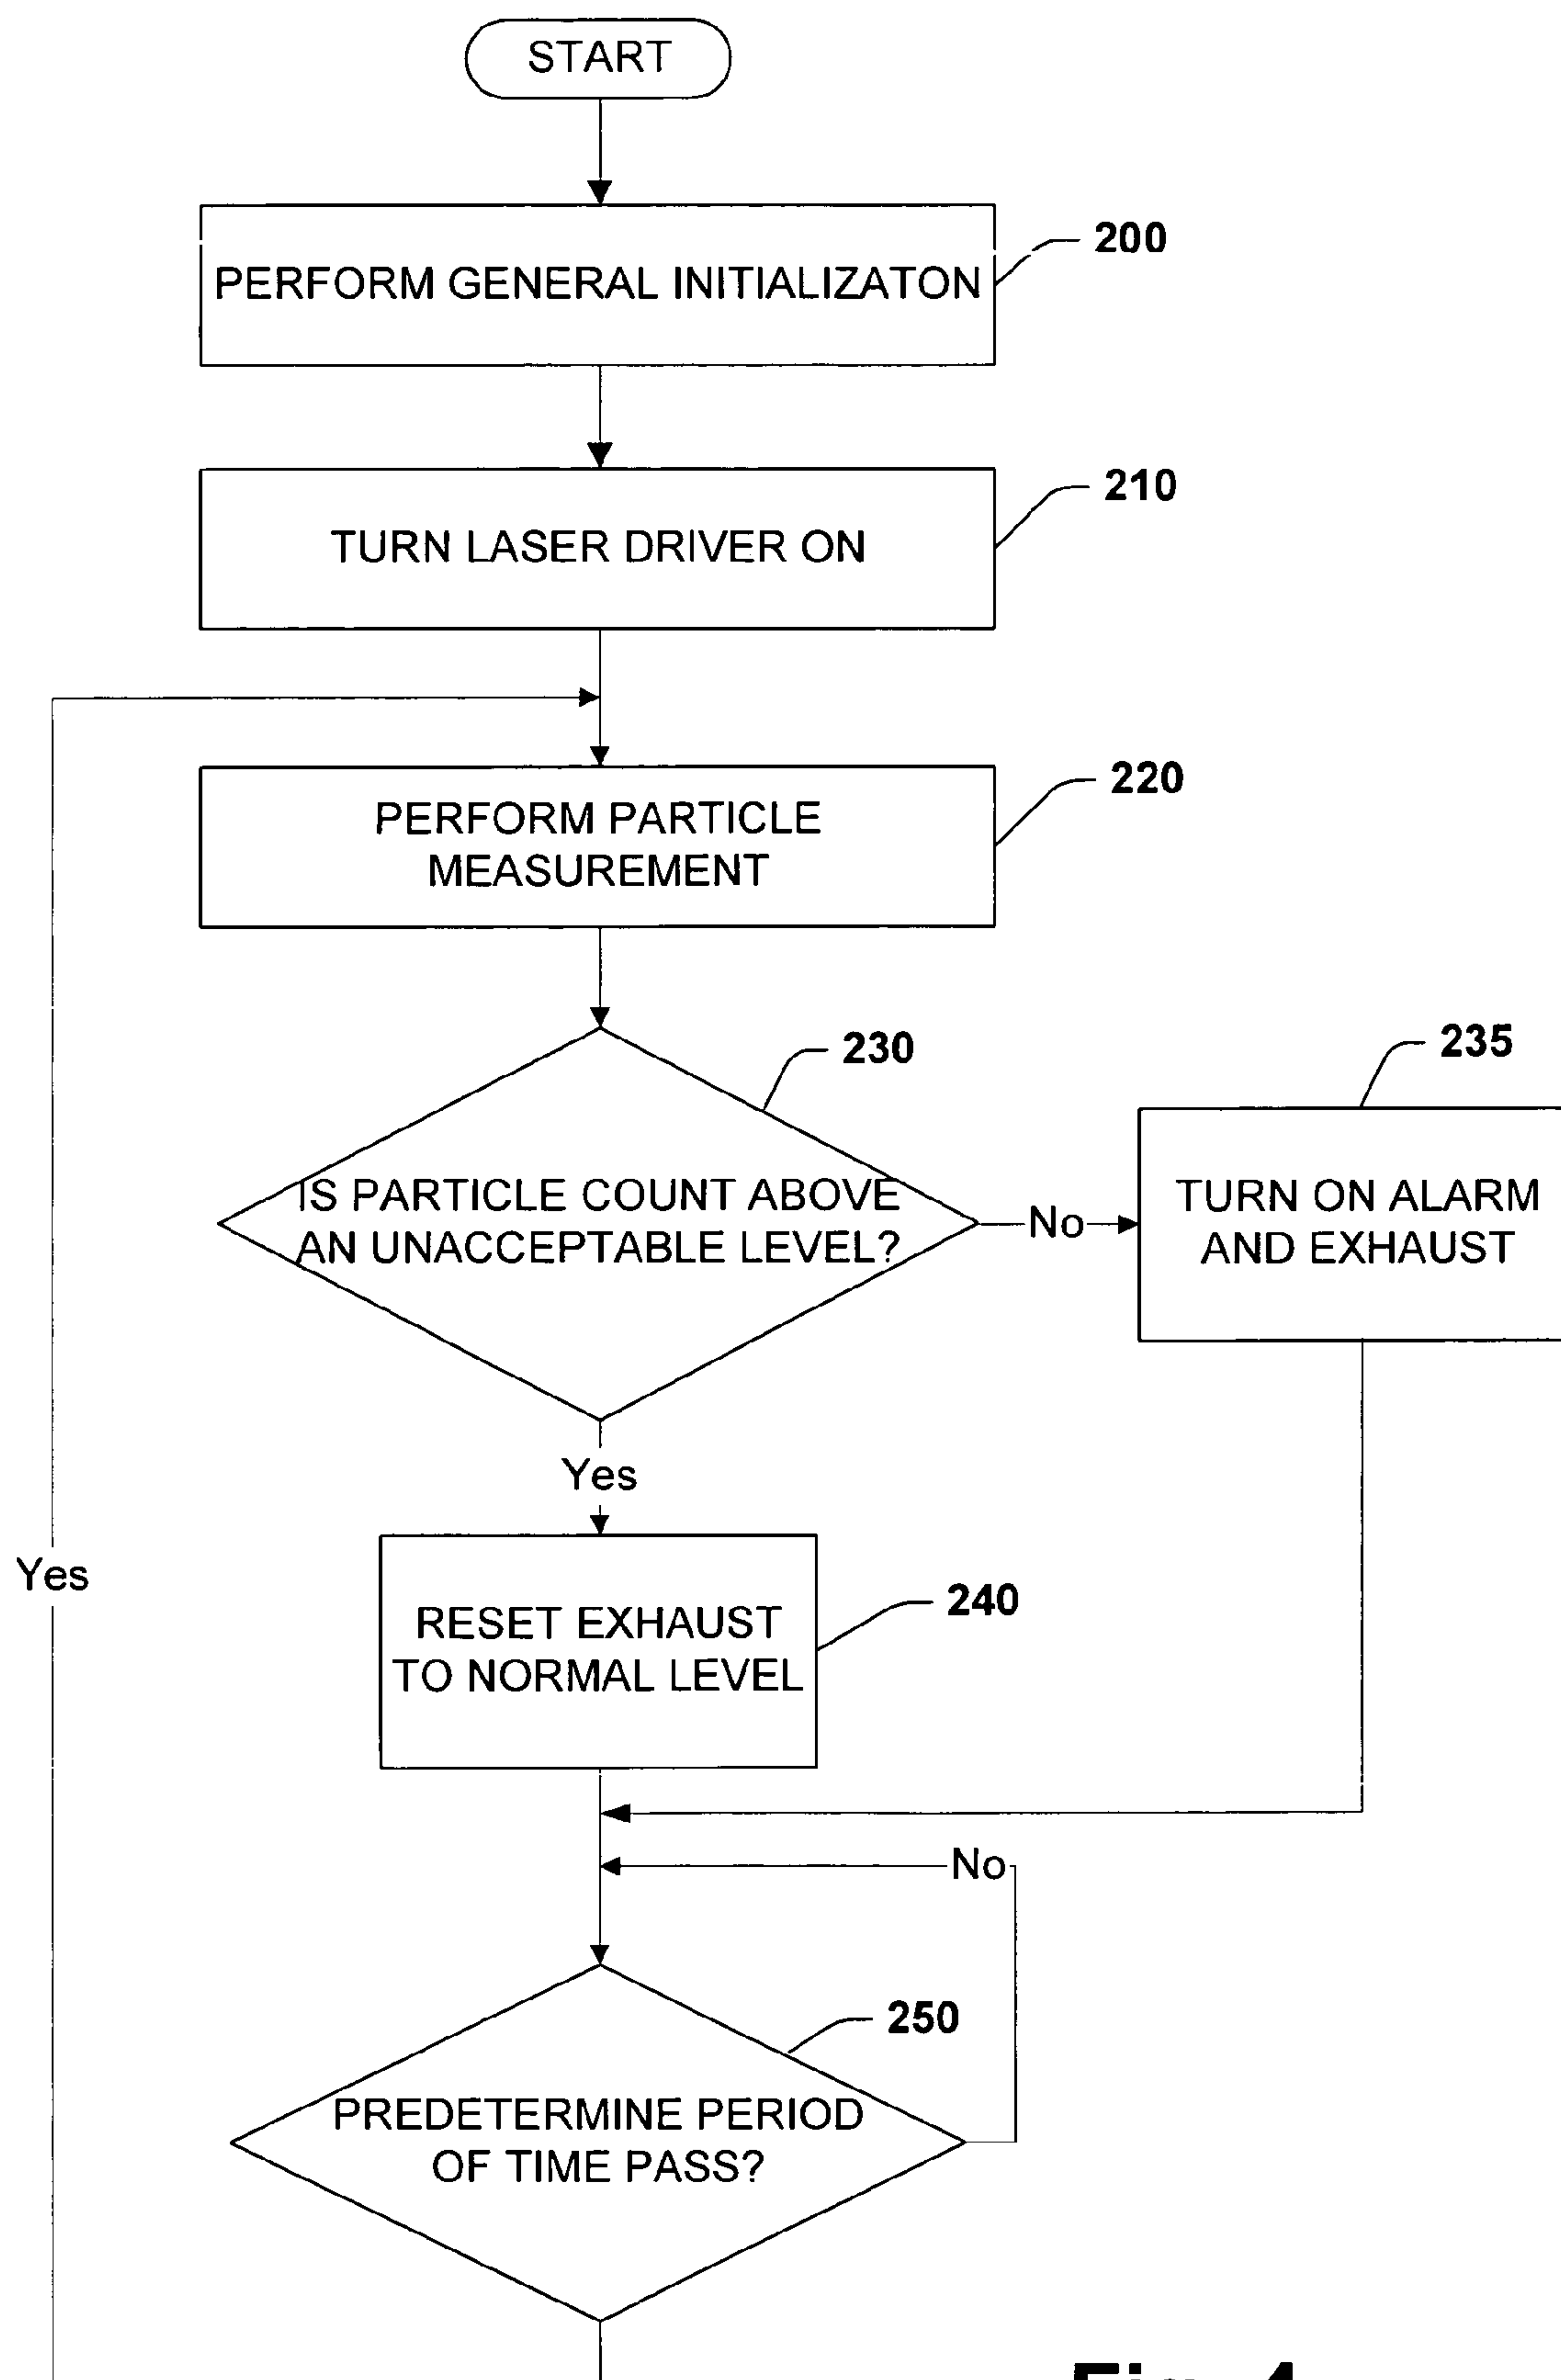 START
PERFORM GENERAL INITIALIZATON
200
TURN LASER DRIVER ON
210
PERFORM PARTICLE
MEASUREMENT
220
230
235
IS PARTICLE COUNT ABOVE
AN UNACCEPTABLE LEVEL?
No
TURN ON ALARM
AND EXHAUST
Yes
Yes
RESET EXHAUST
TO NORMAL LEVEL
240
No
250
PREDETERMINE PERIOD
OF TIME PASS?